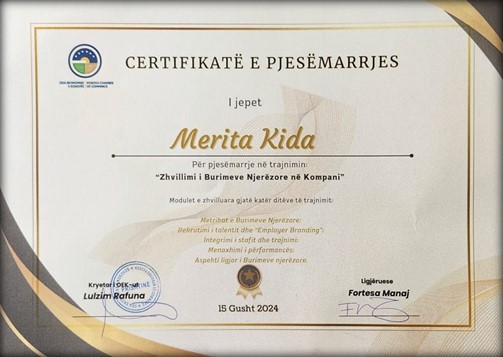 CERTIFIKATË E PJESËMARRJES
I jepet
Merita Kida
Për pjesëmarrje në trajnimin:
“Zhvillimi i Burimeve Njerëzore në Kompani”
Modulet e zhvilluara gjatë katër ditëve të trajnimit:
Metrikat e Burimeve Njerëzore;
Rekrutimi i talentit dhe “Employer Branding”;
Integrimi i stafit dhe trajnimi;
Menaxhimi i performancës;
Aspekti ligjor i Burimeve njerëzore.
Kryetar i OEK-ut
Lulzim Rafuna
15 Gusht 2024
Ligjëruese
Fortesa Manaj